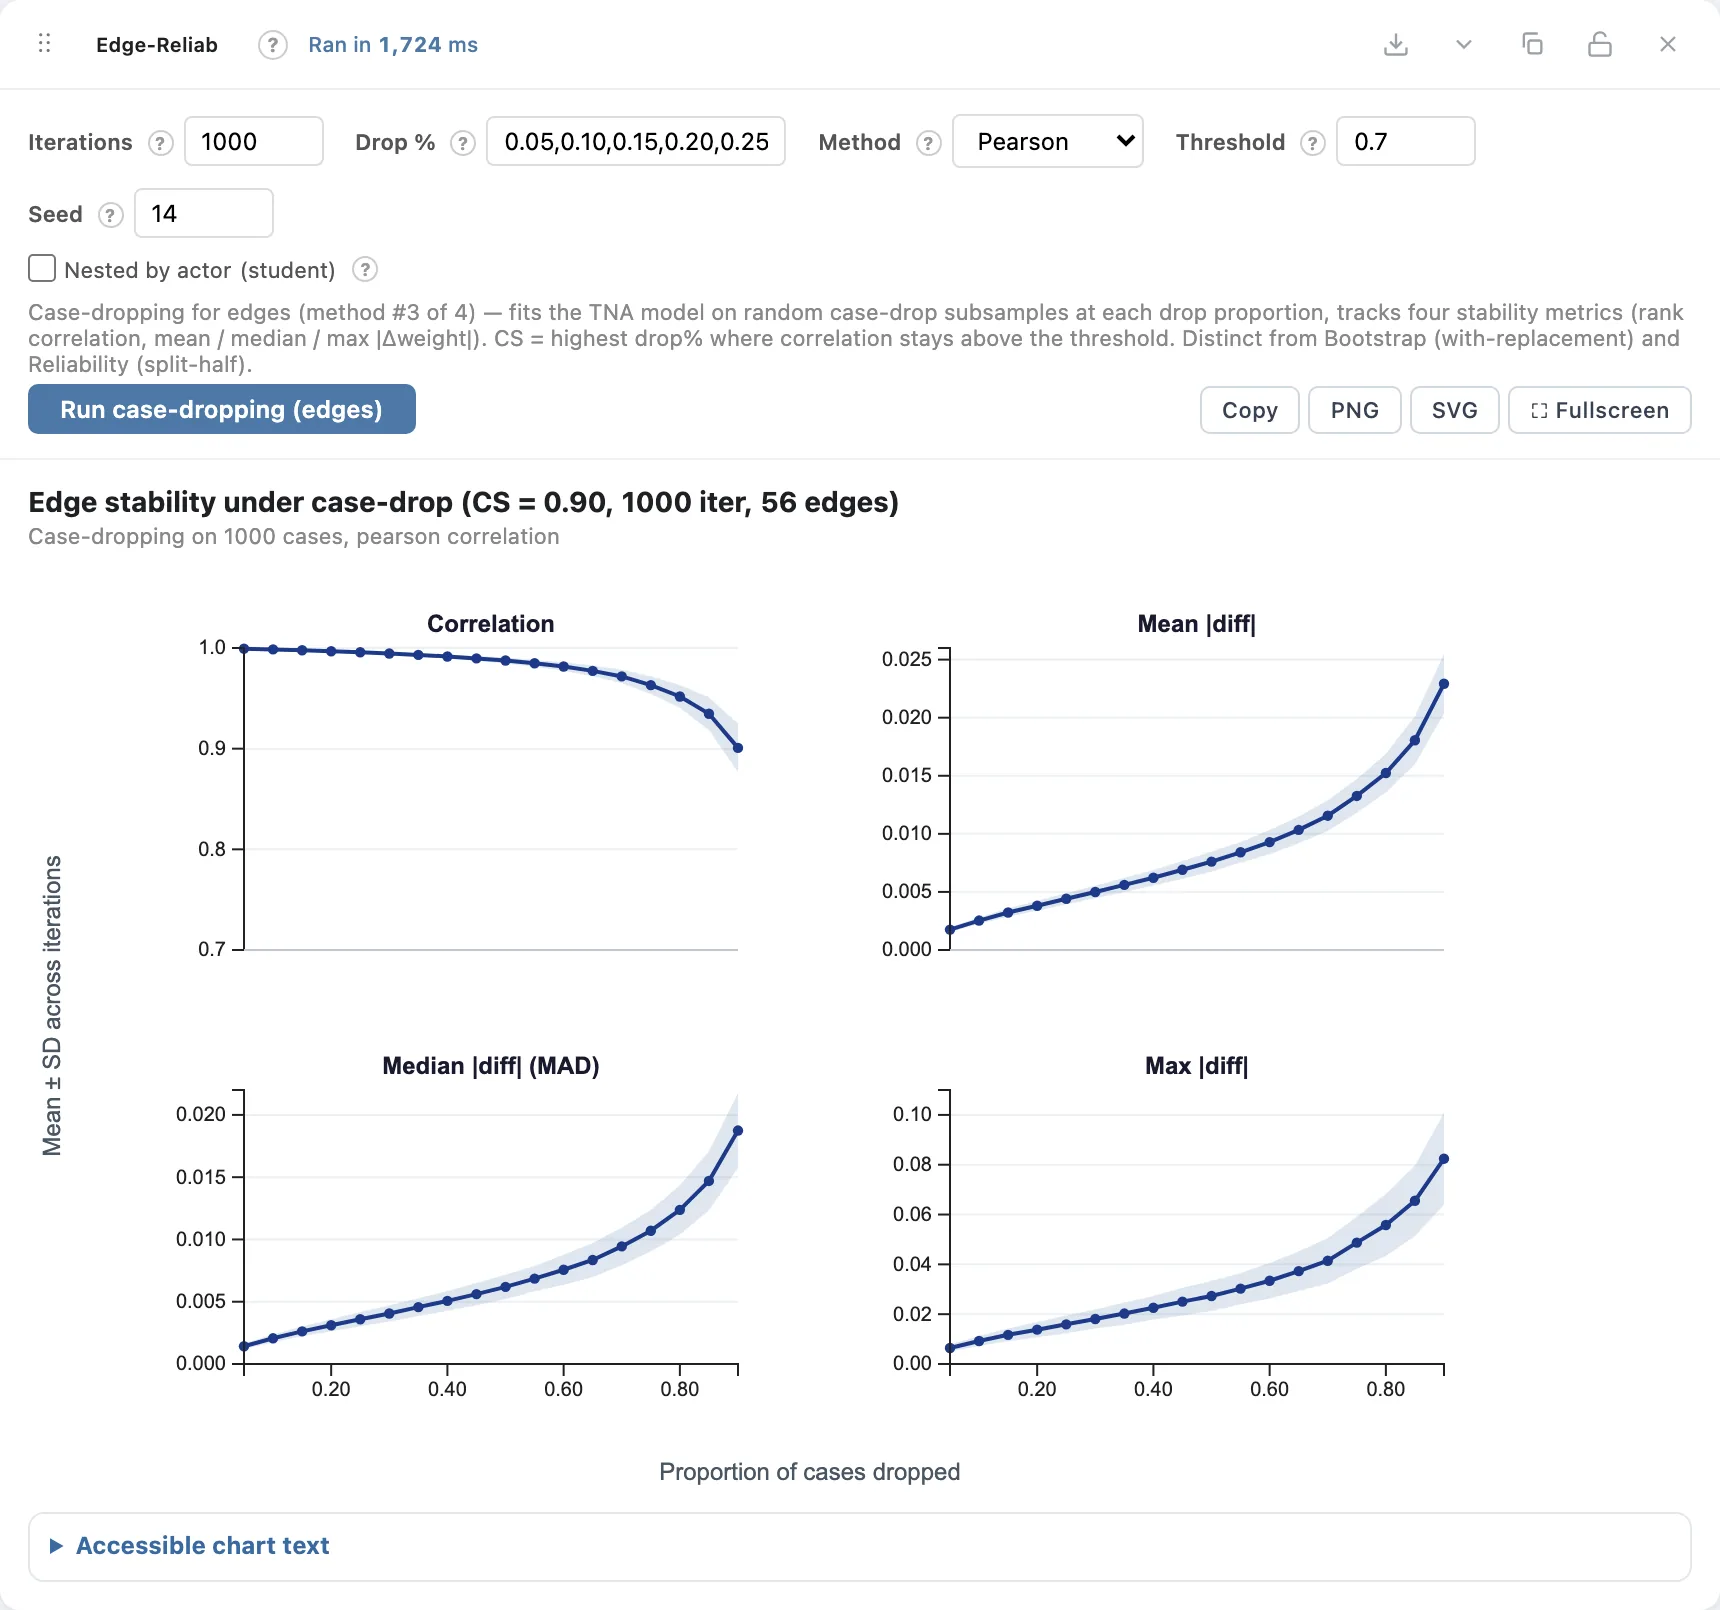 Edge-Reliab ? Ran in 1,724 ms
Iterations ? 1000 Drop % ? 0.05,0.10,0.15,0.20,0.25 Method ? Pearson Threshold ? 0.7
Seed ? 14
Nested by actor (student) ?
Case-dropping for edges (method #3 of 4) — fits the TNA model on random case-drop subsamples at each drop proportion, tracks four stability metrics (rank
correlation, mean / median / max |Δweight|). CS = highest drop% where correlation stays above the threshold. Distinct from Bootstrap (with-replacement) and
Reliability (split-half).
Run case-dropping (edges) Copy PNG SVG Fullscreen
Edge stability under case-drop (CS = 0.90, 1000 iter, 56 edges)
Case-dropping on 1000 cases, pearson correlation
Mean ± SD across iterations
Correlation
1.0
0.9
0.8
0.7
Mean |diff|
0.025
0.020
0.015
0.010
0.005
0.000
Median |diff| (MAD)
0.020
0.015
0.010
0.005
0.000
0.20 0.40 0.60 0.80
Max |diff|
0.10
0.08
0.06
0.04
0.02
0.00
0.20 0.40 0.60 0.80
Proportion of cases dropped
Accessible chart text